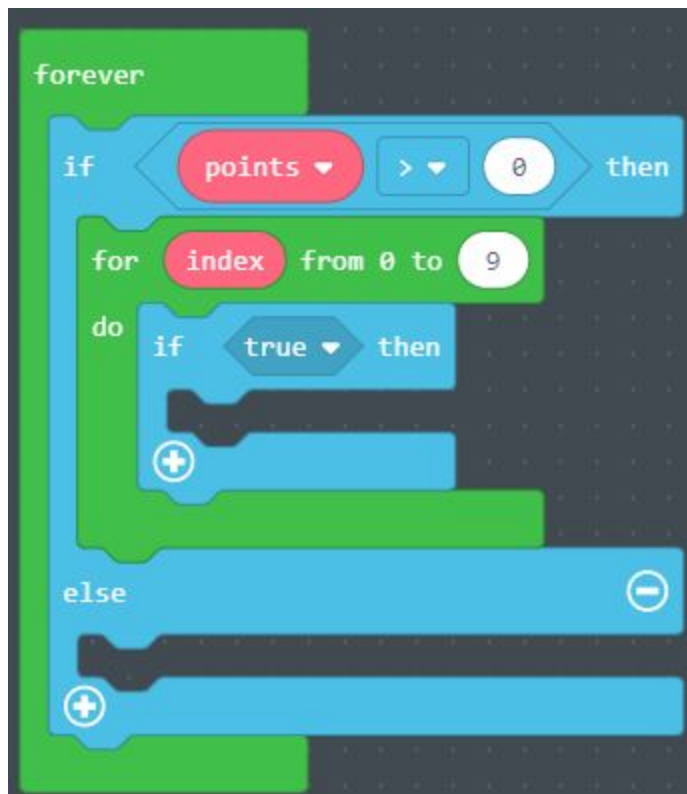 forever
if points > 0 then
for index from 0 to 9
do if true then
else